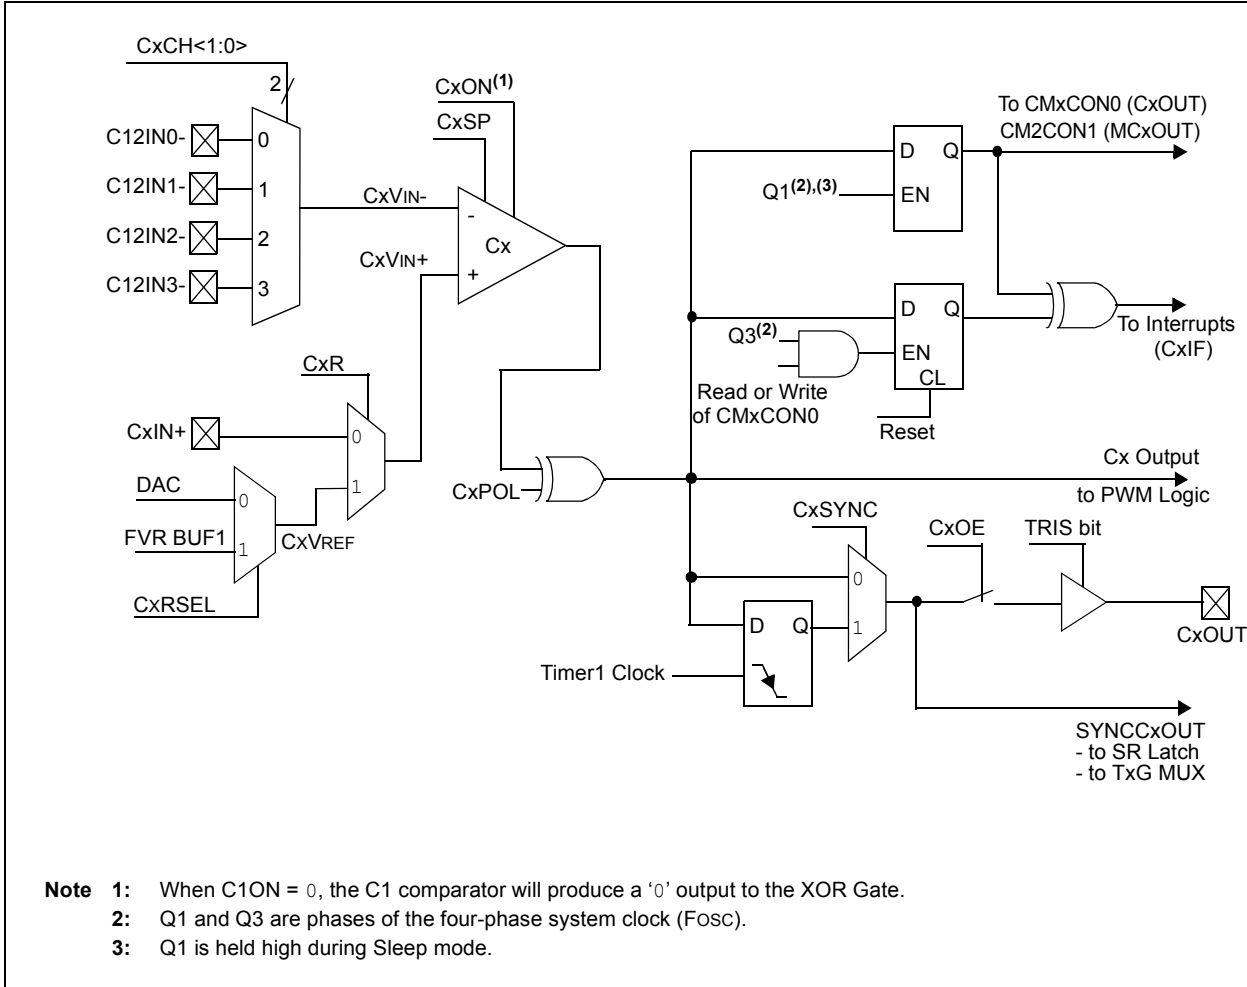 CxCH<1:0>
2
CxON(1)
CxSP
C12IN0-
0
C12IN1-
1
C12IN2-
2
C12IN3-
3
CxVIN-
-
Cx
CxVIN+
+
To CMxCON0 (CxOUT)
CM2CON1 (MCxOUT)
D Q
Q1(2),(3)
EN
D Q
Q3(2)
EN
CL
Read or Write
of CMxCON0
Reset
To Interrupts
(CxIF)
CxR
CxIN+
0
1
DAC
0
FVR BUF1
1
CxVREF
CxRSEL
CxPOL
Cx Output
to PWM Logic
CxSYNC
CxOE
TRIS bit
0
D Q
1
Timer1 Clock
CxOUT
SYNCCxOUT
- to SR Latch
- to TxG MUX
Note 1: When C1ON = 0, the C1 comparator will produce a ‘0’ output to the XOR Gate.
2: Q1 and Q3 are phases of the four-phase system clock (FOSC).
3: Q1 is held high during Sleep mode.